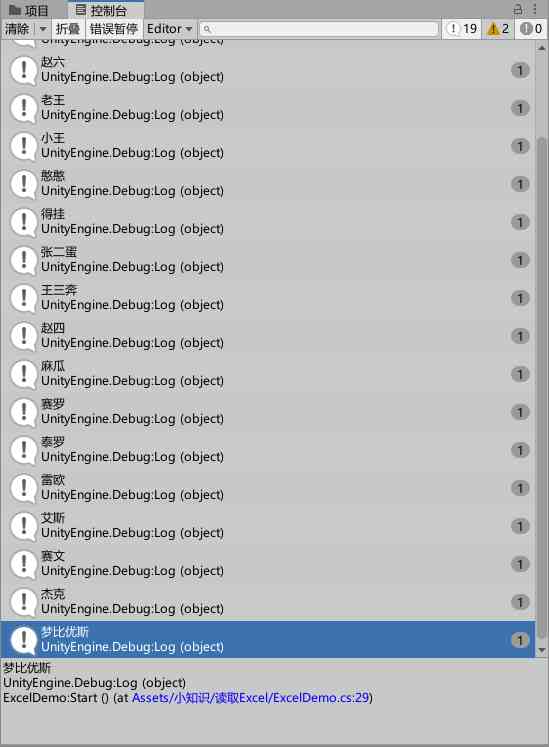 项目 控制台
清除 折叠 错误暂停 Editor 19 2 0
UnityEngine.Debug:Log (object)
赵六 1
UnityEngine.Debug:Log (object)
老王 1
UnityEngine.Debug:Log (object)
小王 1
UnityEngine.Debug:Log (object)
憨憨 1
UnityEngine.Debug:Log (object)
得挂 1
UnityEngine.Debug:Log (object)
张二蛋 1
UnityEngine.Debug:Log (object)
王三奔 1
UnityEngine.Debug:Log (object)
赵四 1
UnityEngine.Debug:Log (object)
麻瓜 1
UnityEngine.Debug:Log (object)
赛罗 1
UnityEngine.Debug:Log (object)
泰罗 1
UnityEngine.Debug:Log (object)
雷欧 1
UnityEngine.Debug:Log (object)
艾斯 1
UnityEngine.Debug:Log (object)
赛文 1
UnityEngine.Debug:Log (object)
杰克 1
UnityEngine.Debug:Log (object)
梦比优斯 1
UnityEngine.Debug:Log (object)
梦比优斯
UnityEngine.Debug:Log (object)
ExcelDemo:Start () (at Assets/小知识/读取Excel/ExcelDemo.cs:29)